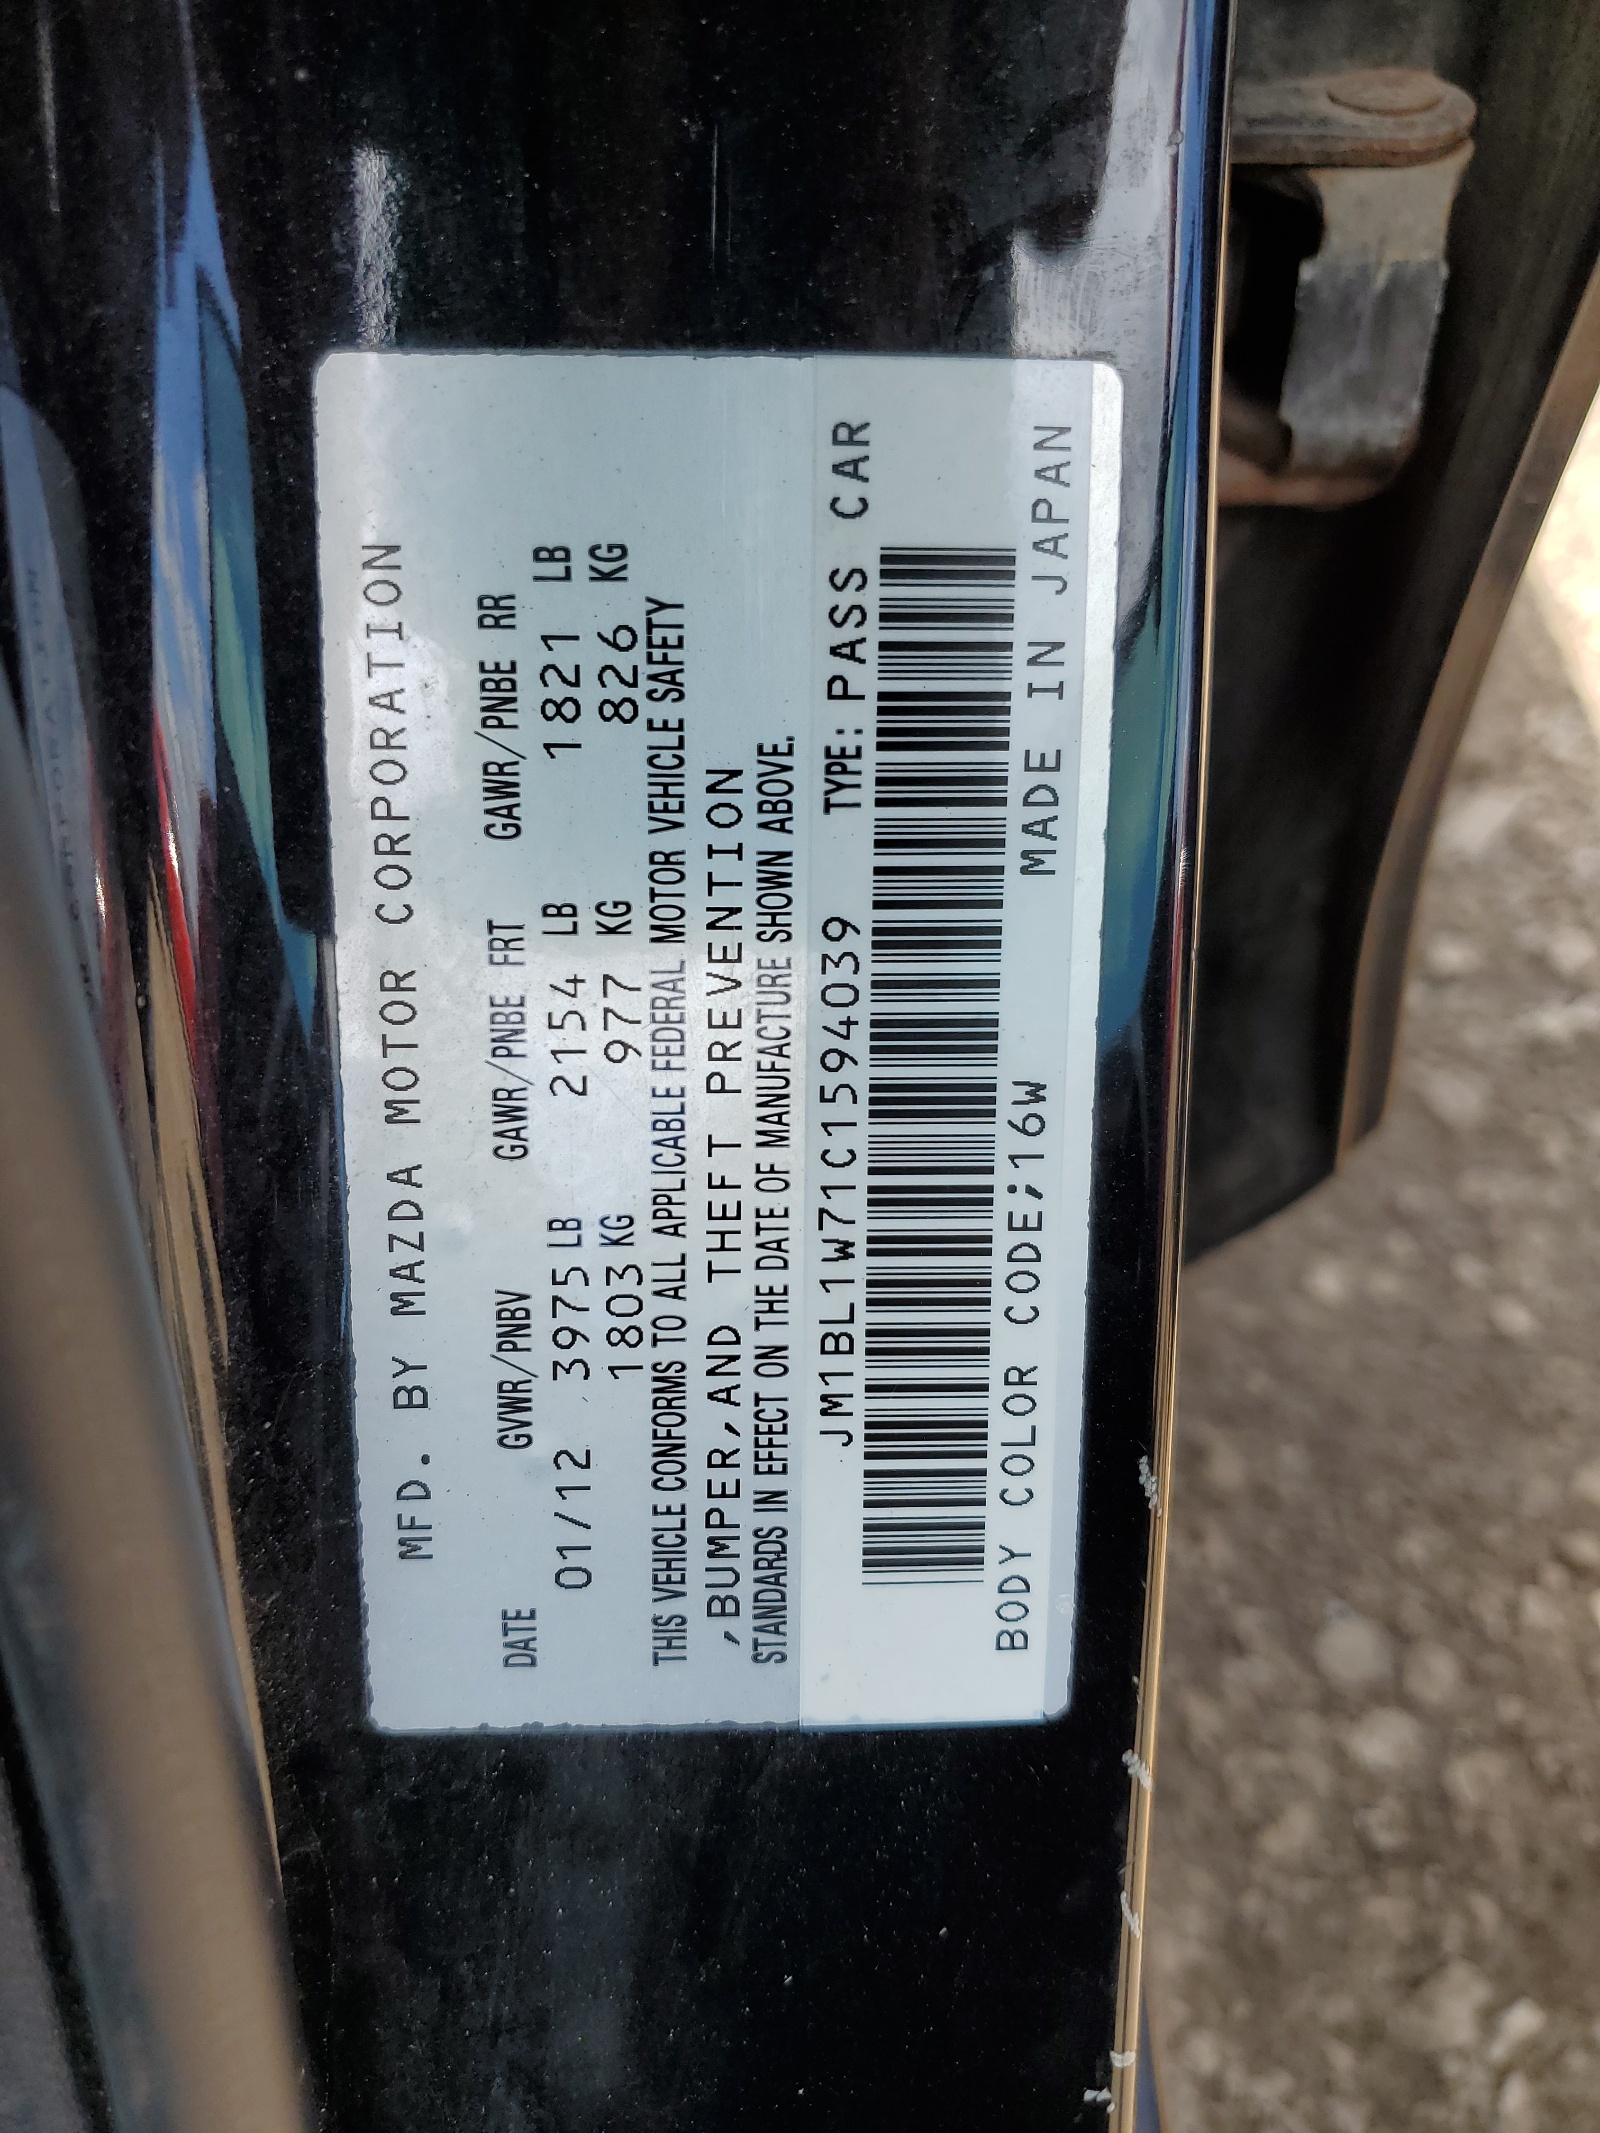 MFD. BY MAZDA MOTOR CORPORATION
DATE GVWR/PNBV GAWR/PNBE FRT GAWR/PNBE RR
01/12 3975 LB 2154 LB 1821 LB
1803 KG 977 KG 826 KG
THIS VEHICLE CONFORMS TO ALL APPLICABLE FEDERAL MOTOR VEHICLE SAFETY
,BUMPER,AND THEFT PREVENTION
STANDARDS IN EFFECT ON THE DATE OF MANUFACTURE SHOWN ABOVE.
JM1BL1W71C1594039 TYPE: PASS CAR
BODY COLOR CODE;16W MADE IN JAPAN